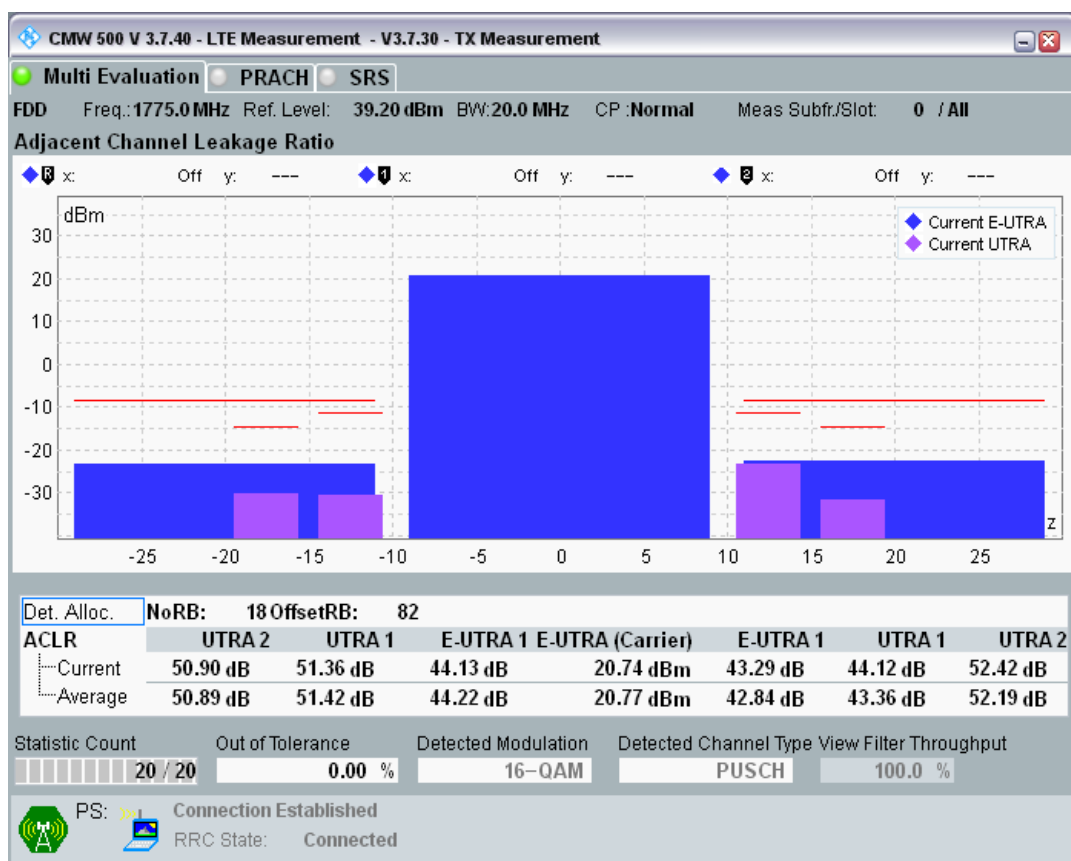 CMW 500 V 3.7.40 - LTE Measurement - V3.7.30 - TX Measurement
Multi Evaluation PRACH SRS
FDD Freq.: 1775.0 MHz Ref. Level: 39.20 dBm BW: 20.0 MHz CP : Normal Meas Subfr./Slot: 0 / All
Adjacent Channel Leakage Ratio
R x: Off y: --- 1 x: Off y: --- 2 x: Off y: ---
dBm
Current E-UTRA
Current UTRA
30
20
10
0
-10
-20
-30
z
-25 -20 -15 -10 -5 0 5 10 15 20 25
Det. Alloc. NoRB: 18 OffsetRB: 82
ACLR UTRA 2 UTRA 1 E-UTRA 1 E-UTRA (Carrier) E-UTRA 1 UTRA 1 UTRA 2
Current 50.90 dB 51.36 dB 44.13 dB 20.74 dBm 43.29 dB 44.12 dB 52.42 dB
Average 50.89 dB 51.42 dB 44.22 dB 20.77 dBm 42.84 dB 43.36 dB 52.19 dB
Statistic Count Out of Tolerance Detected Modulation Detected Channel Type View Filter Throughput
20 / 20 0.00 % 16-QAM PUSCH 100.0 %
PS: Connection Established
RRC State: Connected